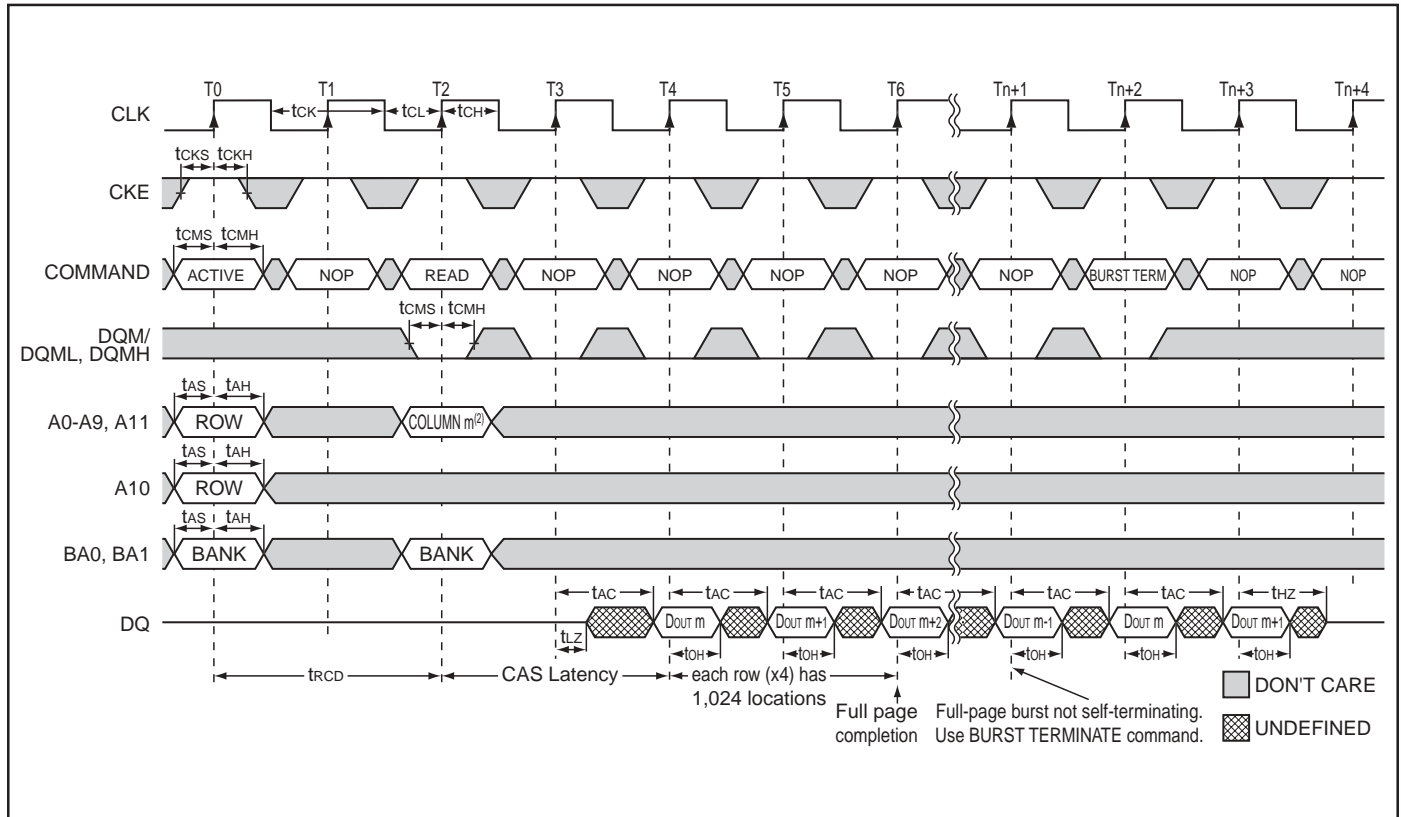 T0 T1 T2 T3 T4 T5 T6 Tn+1 Tn+2 Tn+3 Tn+4
CLK
tCK tCL tCH
tCKS tCKH
CKE
tCMS tCMH
COMMAND ACTIVE NOP READ NOP NOP NOP NOP NOP BURST TERM NOP NOP
tCMS tCMH
DQM/
DQML, DQMH
tAS tAH
A0-A9, A11 ROW COLUMN m(2)
tAS tAH
A10 ROW
tAS tAH
BA0, BA1 BANK BANK
tAC tAC tAC tAC tAC tAC tHZ
DQ DOUT m DOUT m+1 DOUT m+2 DOUT m-1 DOUT m DOUT m+1
tLZ tOH tOH tOH tOH tOH tOH
tRCD CAS Latency each row (x4) has
1,024 locations
Full page
completion
Full-page burst not self-terminating.
Use BURST TERMINATE command.
DON'T CARE
UNDEFINED